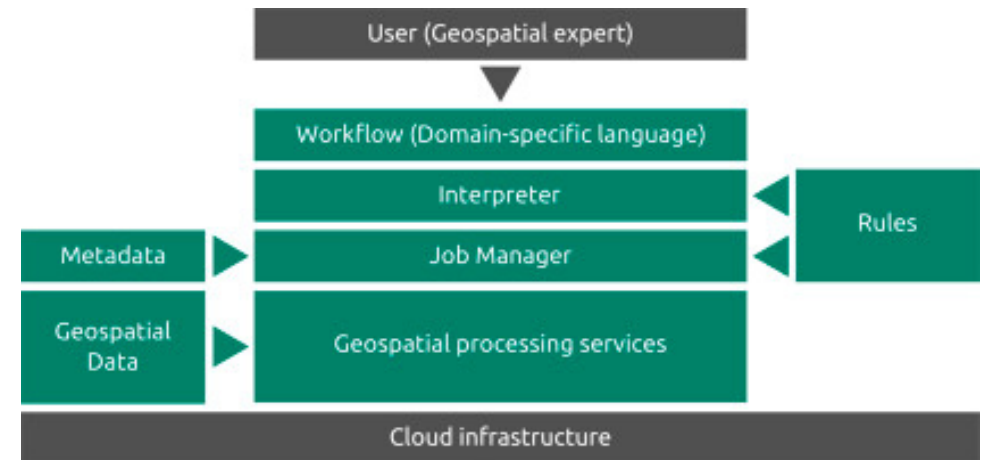 User (Geospatial expert)
Workflow (Domain-specific language)
Interpreter
Rules
Metadata
Job Manager
Geospatial
Data
Geospatial processing services
Cloud infrastructure